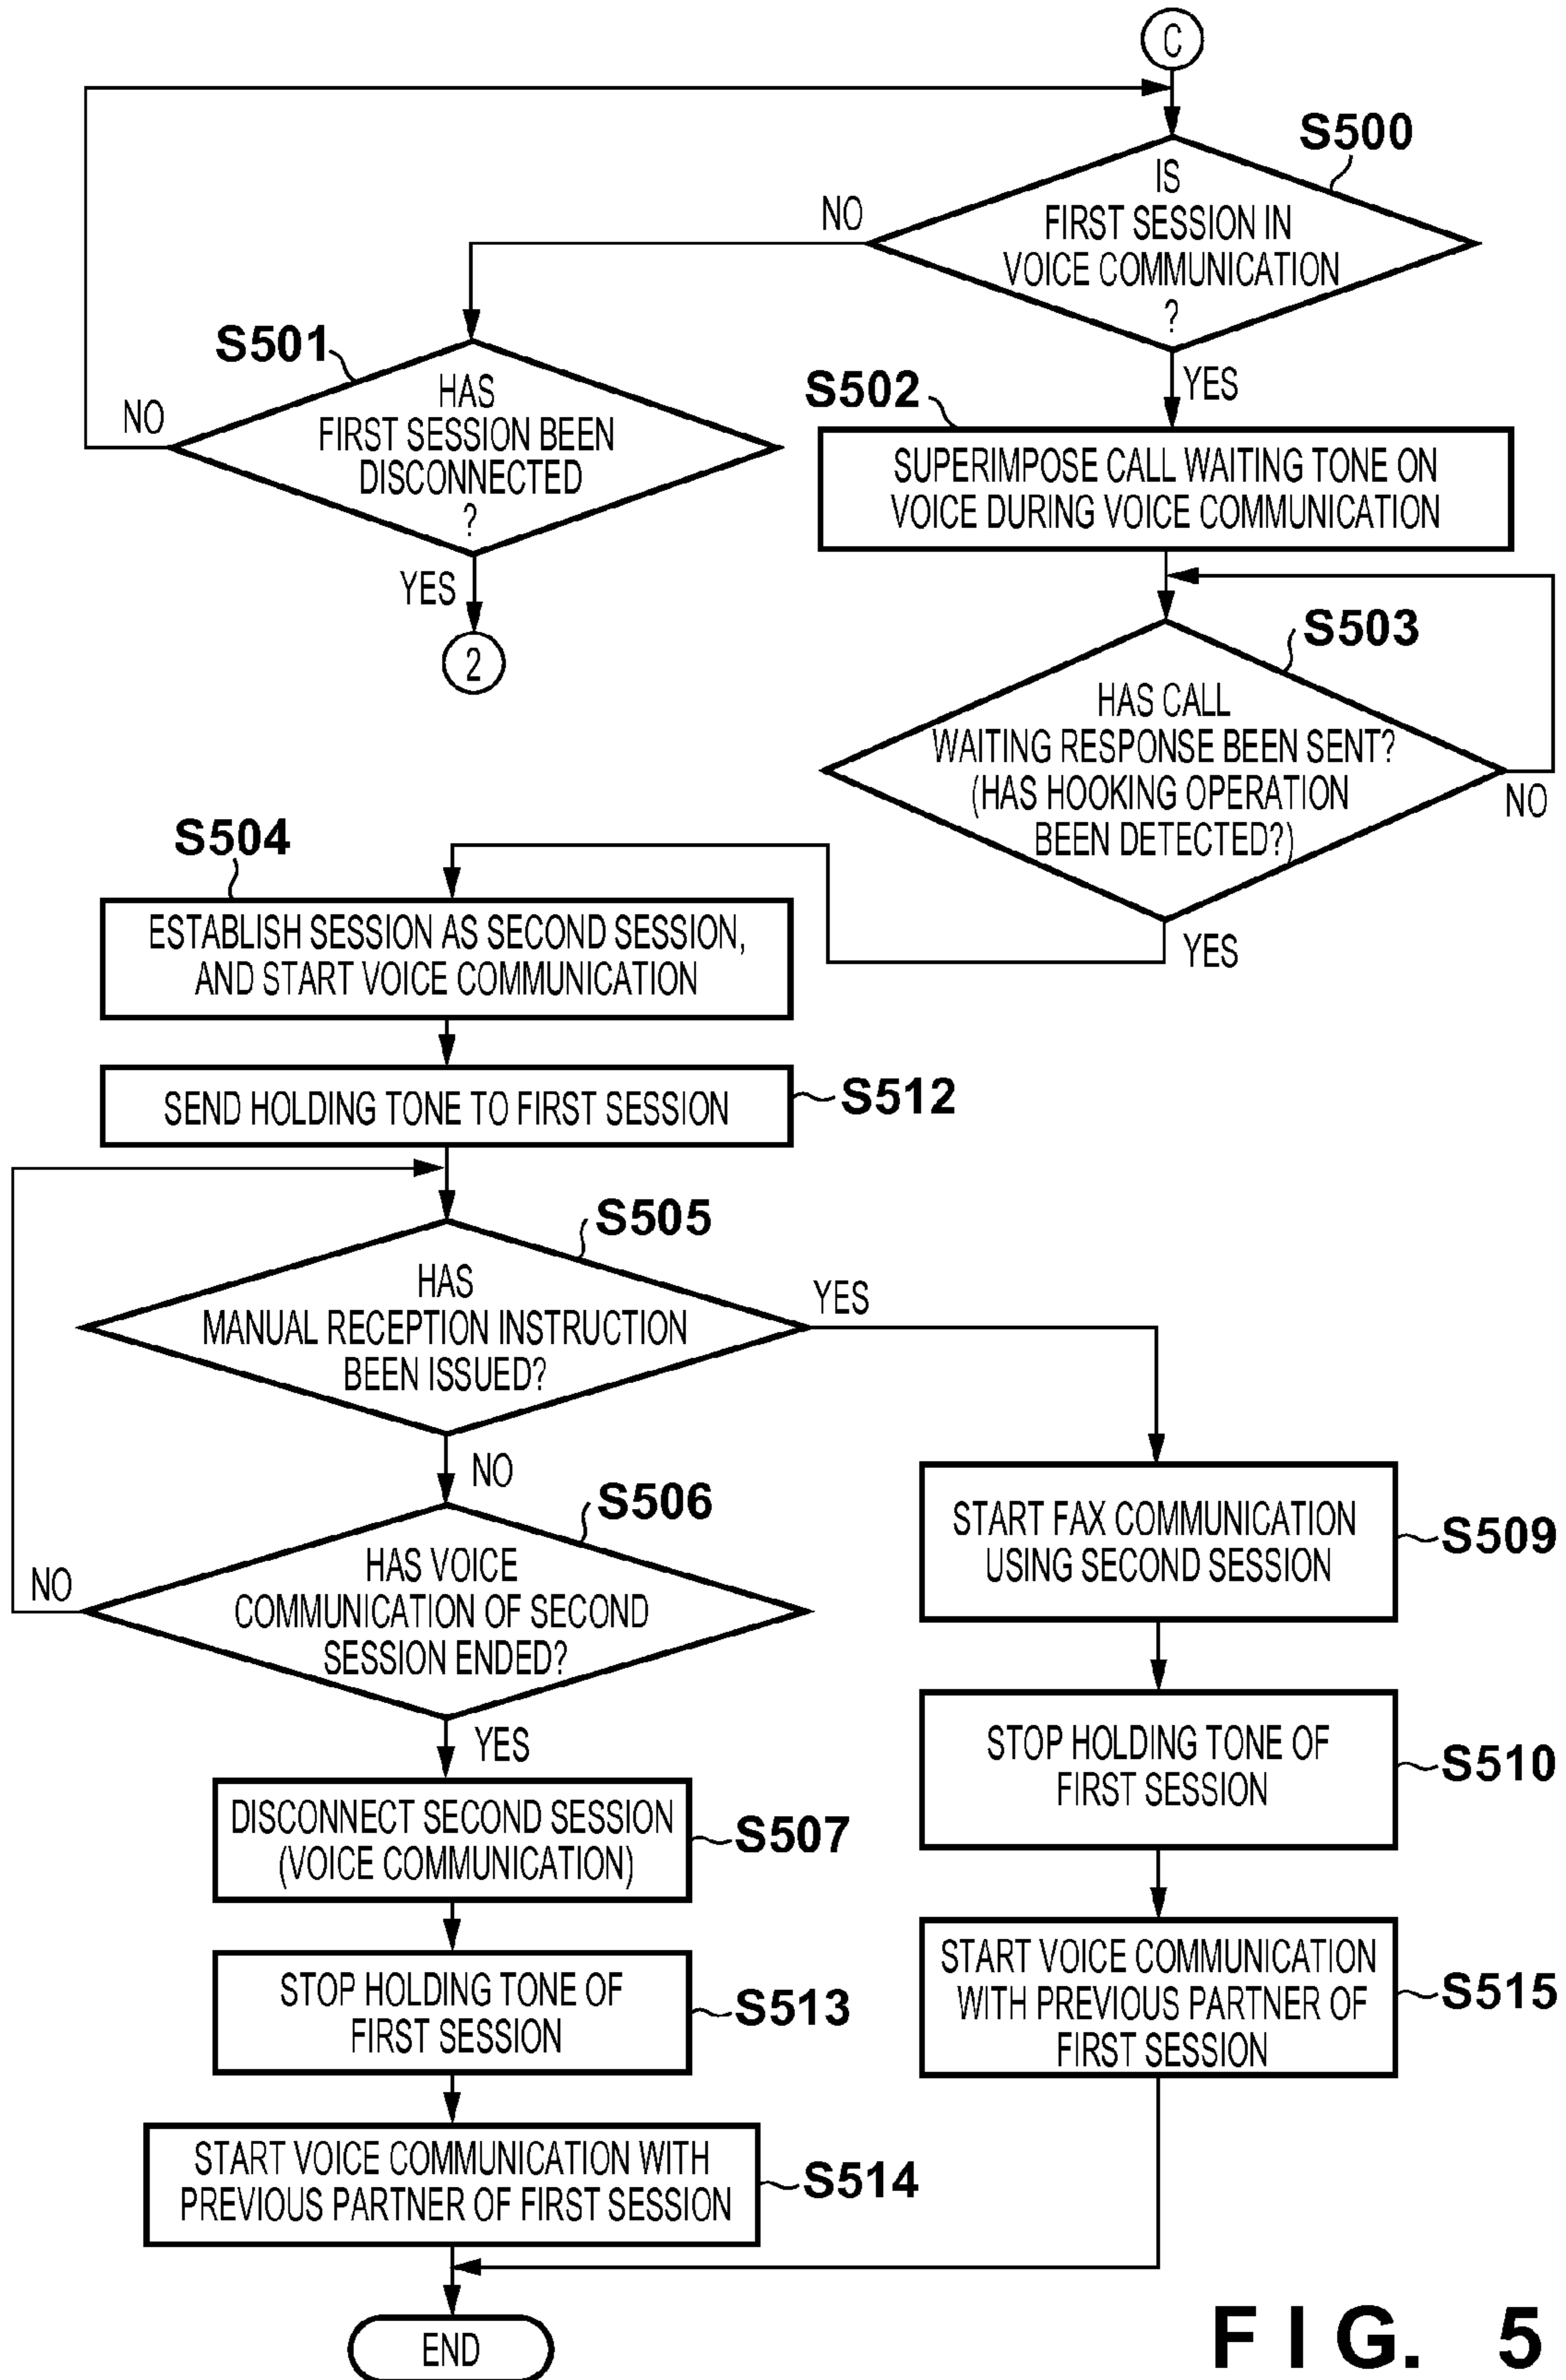 C
S500
IS
FIRST SESSION IN
VOICE COMMUNICATION
?
NO
YES
S501
HAS
FIRST SESSION BEEN
DISCONNECTED
?
NO
YES
2
S502
SUPERIMPOSE CALL WAITING TONE ON
VOICE DURING VOICE COMMUNICATION
S503
HAS CALL
WAITING RESPONSE BEEN SENT?
(HAS HOOKING OPERATION
BEEN DETECTED?)
NO
YES
S504
ESTABLISH SESSION AS SECOND SESSION,
AND START VOICE COMMUNICATION
SEND HOLDING TONE TO FIRST SESSION
S512
S505
HAS
MANUAL RECEPTION INSTRUCTION
BEEN ISSUED?
YES
NO
S506
HAS VOICE
COMMUNICATION OF SECOND
SESSION ENDED?
NO
YES
DISCONNECT SECOND SESSION
(VOICE COMMUNICATION)
S507
STOP HOLDING TONE OF
FIRST SESSION
S513
START VOICE COMMUNICATION WITH
PREVIOUS PARTNER OF FIRST SESSION
S514
START FAX COMMUNICATION
USING SECOND SESSION
S509
STOP HOLDING TONE OF
FIRST SESSION
S510
START VOICE COMMUNICATION
WITH PREVIOUS PARTNER OF
FIRST SESSION
S515
END
FIG. 5